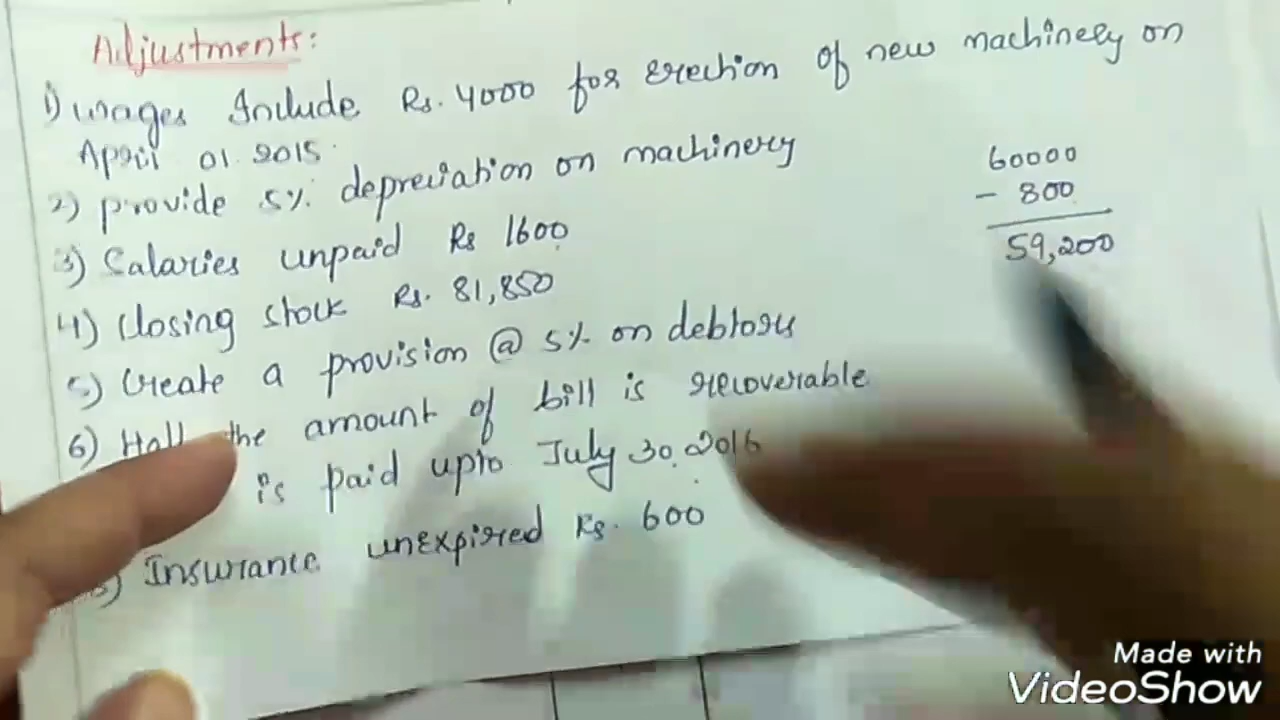 Adjustments:
1) wages Include Rs. 4000 for erection of new machinery on
April 01 2015.
2) provide 5% depreciation on machinery
3) Salaries unpaid Rs 1600
4) closing stock Rs. 81,850
5) Create a provision @ 5% on debtors
6) Half the amount of bill is recoverable
is paid upto July 30.2016
Insurance unexpired Rs. 600
60000
- 800
59,200
Made with
VideoShow